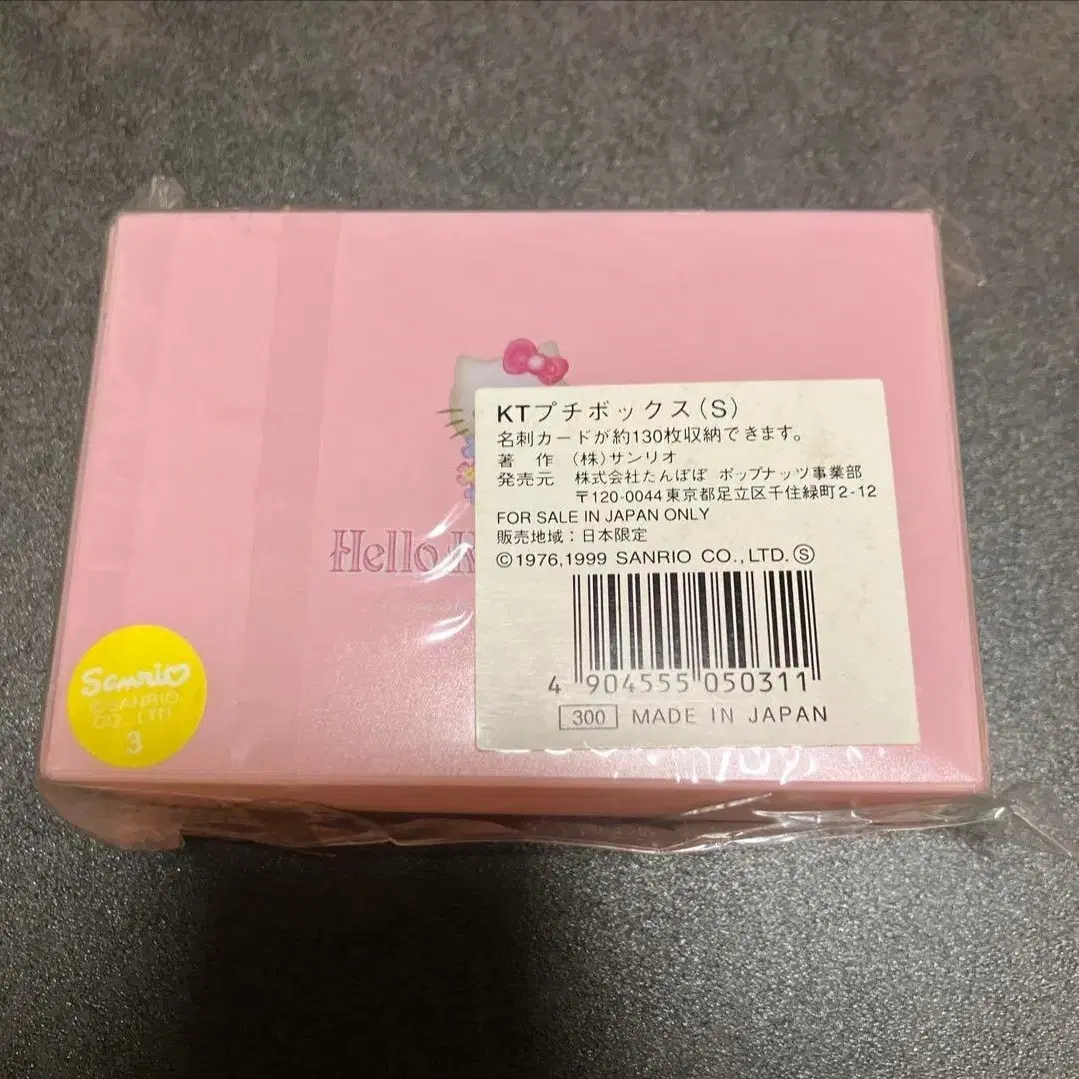 KTプチボックス(S)
名刺カードが約130枚収納できます。
著 作 (株)サンリオ
発売元 株式会社たんぽぽ ポップナッツ事業部
〒120-0044 東京都足立区千住緑町2-12
FOR SALE IN JAPAN ONLY
販売地域：日本限定
©1976,1999 SANRIO CO.,LTD.Ⓢ
Hello
4 904555 050311
300 MADE IN JAPAN
Sanrio
©SANRIO
CO., LTD.
3